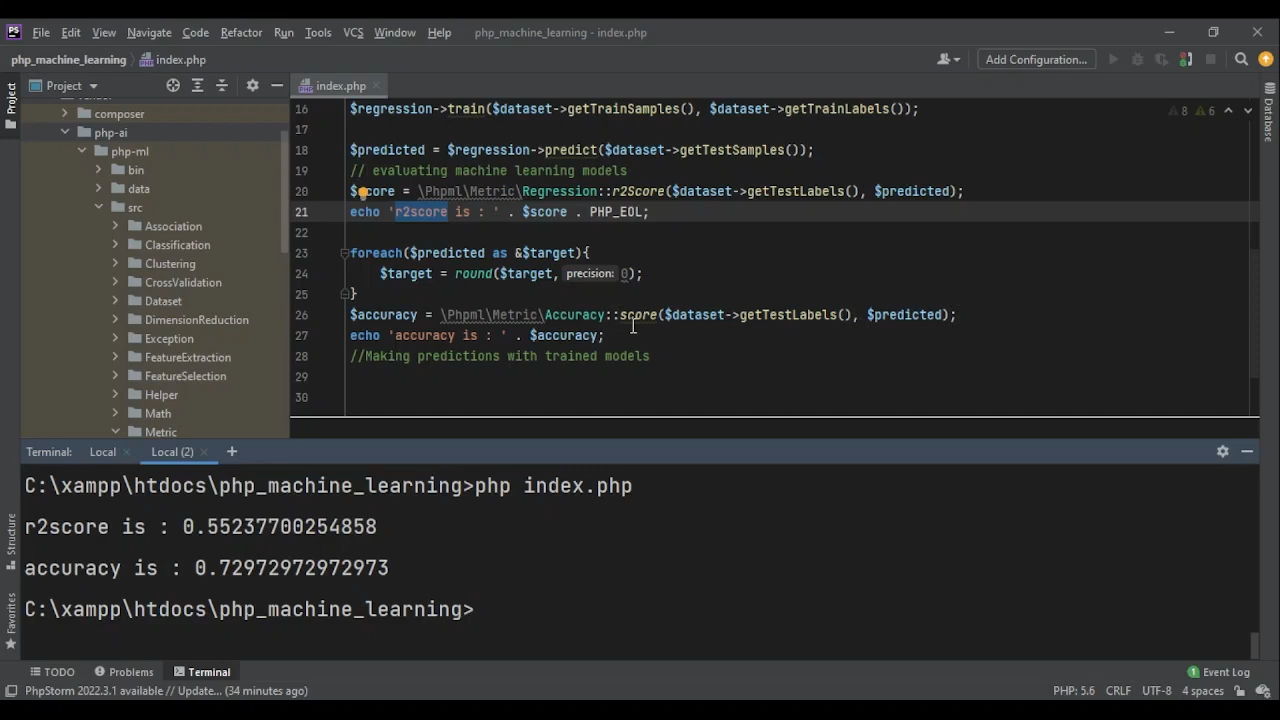 PS File Edit View Navigate Code Refactor Run Tools VCS Window Help php_machine_learning - index.php
php_machine_learning index.php Add Configuration...
Project
Project
index.php
Database
composer
php-ai
php-ml
bin
data
src
Association
Classification
Clustering
CrossValidation
Dataset
DimensionReduction
Exception
FeatureExtraction
FeatureSelection
Helper
Math
Metric
8 6
16 $regression->train($dataset->getTrainSamples(), $dataset->getTrainLabels());
17
18 $predicted = $regression->predict($dataset->getTestSamples());
19 // evaluating machine learning models
20 $score = \Phpml\Metric\Regression::r2Score($dataset->getTestLabels(), $predicted);
21 echo 'r2score is : ' . $score . PHP_EOL;
22
23 foreach($predicted as &$target){
24 $target = round($target, precision: 0);
25 }
26 $accuracy = \Phpml\Metric\Accuracy::score($dataset->getTestLabels(), $predicted);
27 echo 'accuracy is : ' . $accuracy;
28 //Making predictions with trained models
29
30
Terminal: Local Local (2) +
C:\xampp\htdocs\php_machine_learning>php index.php
r2score is : 0.55237700254858
accuracy is : 0.72972972972973
C:\xampp\htdocs\php_machine_learning>
Structure
Favorites
TODO Problems Terminal 1 Event Log
PhpStorm 2022.3.1 available // Update... (34 minutes ago) PHP: 5.6 CRLF UTF-8 4 spaces